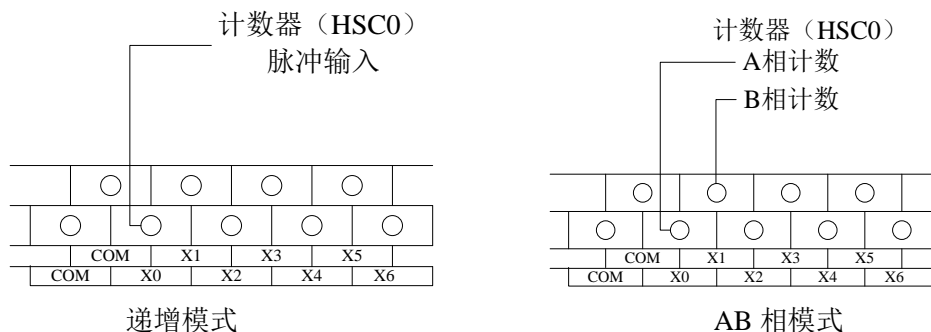 计数器（HSC0）
脉冲输入
COM X1 X3 X5
COM X0 X2 X4 X6
递增模式
计数器（HSC0）
A相计数
B相计数
COM X1 X3 X5
COM X0 X2 X4 X6
AB 相模式